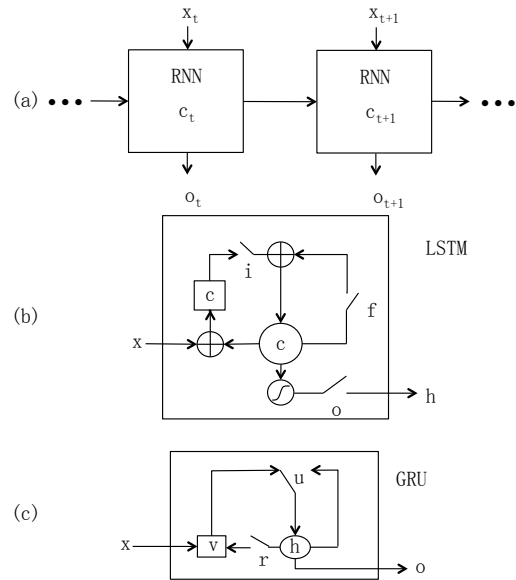 x_t x_{t+1}
RNN RNN
(a) c_t c_{t+1}
o_t o_{t+1}
LSTM
i
c f
(b)
x c
o h
GRU
u
(c)
x v r h
o